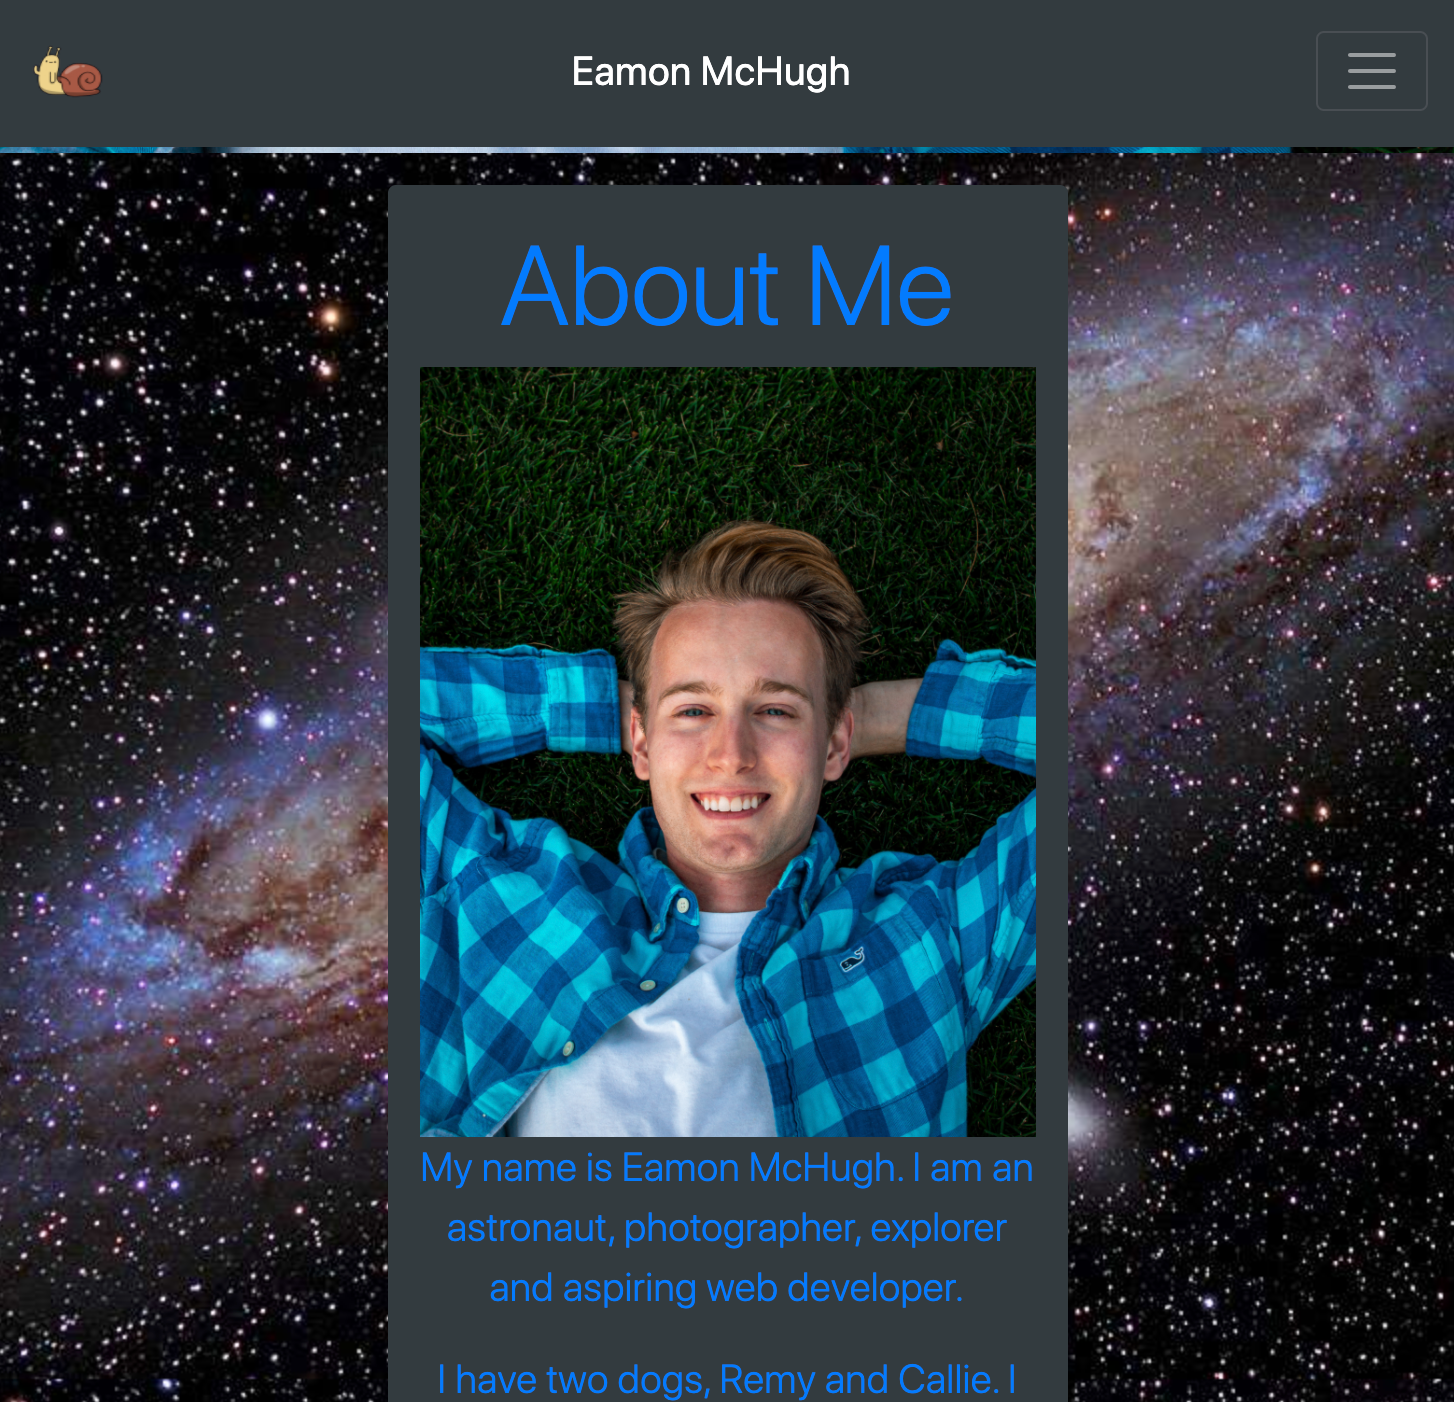 Eamon McHugh
About Me
My name is Eamon McHugh. I am an
astronaut, photographer, explorer
and aspiring web developer.
I have two dogs, Remy and Callie. I